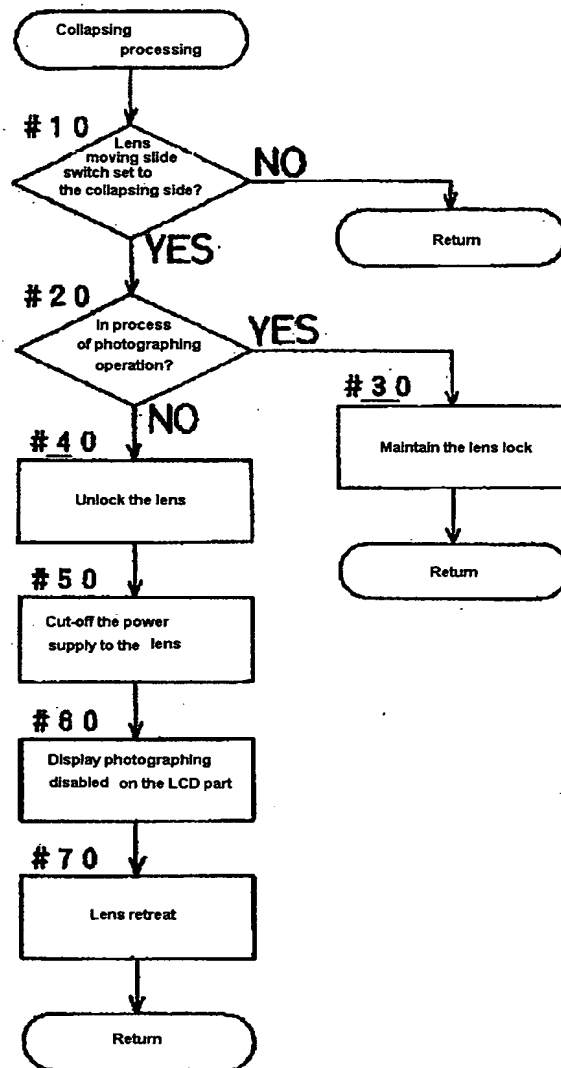 Collapsing
processing
#10
Lens
moving slide
switch set to
the collapsing side?
NO
Return
YES
#20
In process
of photographing
operation?
YES
#30
Maintain the lens lock
Return
NO
#40
Unlock the lens
#50
Cut-off the power
supply to the lens
#60
Display photographing
disabled on the LCD part
#70
Lens retreat
Return